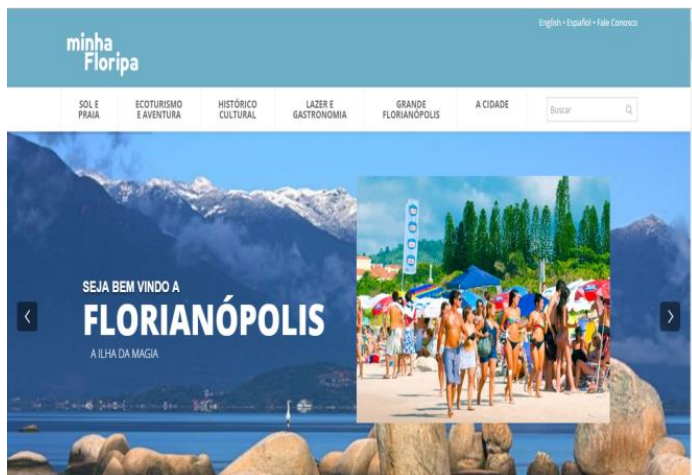 English • Español • Fale Conosco
minha
Floripa
SOL E
PRAIA
ECOTURISMO
E AVENTURA
HISTÓRICO
CULTURAL
LAZER E
GASTRONOMIA
GRANDE
FLORIANÓPOLIS
A CIDADE
Buscar
SEJA BEM VINDO A
FLORIANÓPOLIS
A ILHA DA MAGIA